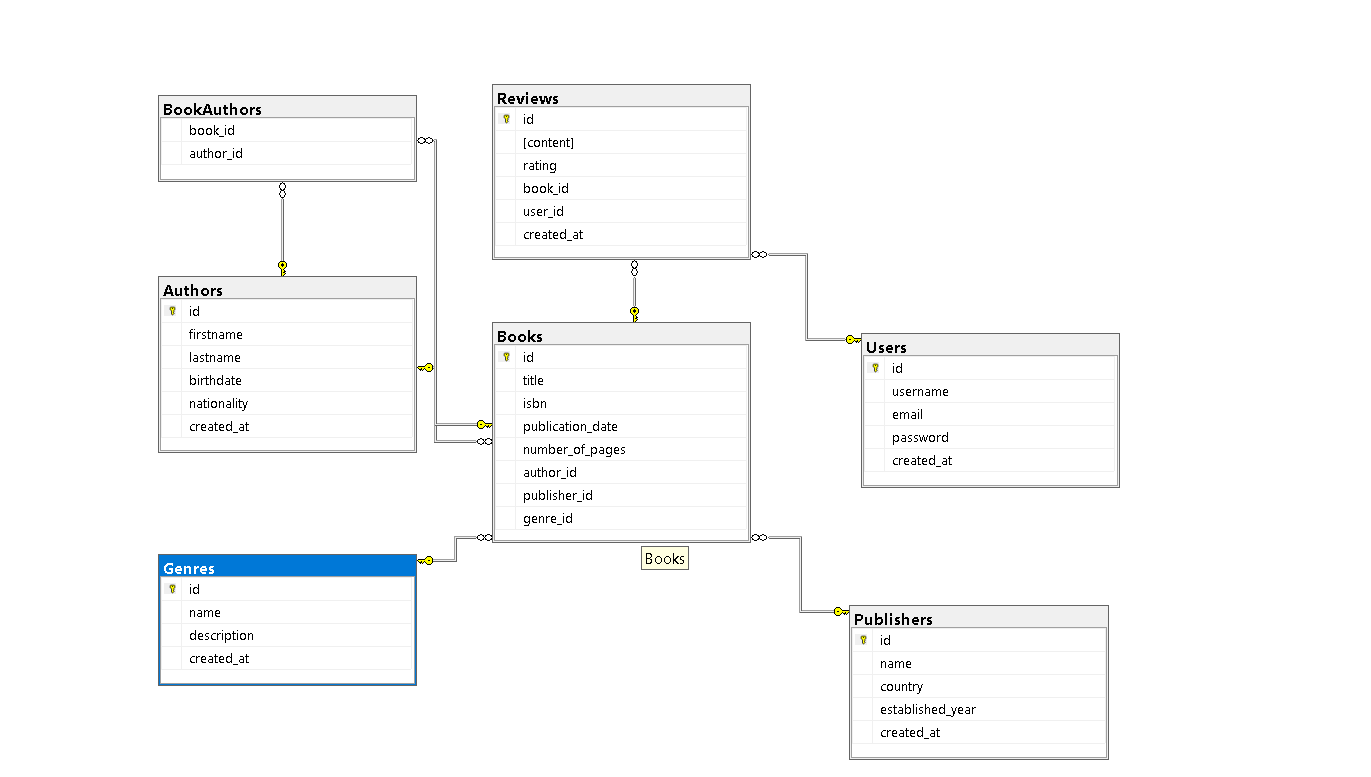 BookAuthors
book_id
author_id
Reviews
id
[content]
rating
book_id
user_id
created_at
Authors
id
firstname
lastname
birthdate
nationality
created_at
Books
id
title
isbn
publication_date
number_of_pages
author_id
publisher_id
genre_id
Users
id
username
email
password
created_at
Books
Genres
id
name
description
created_at
Publishers
id
name
country
established_year
created_at